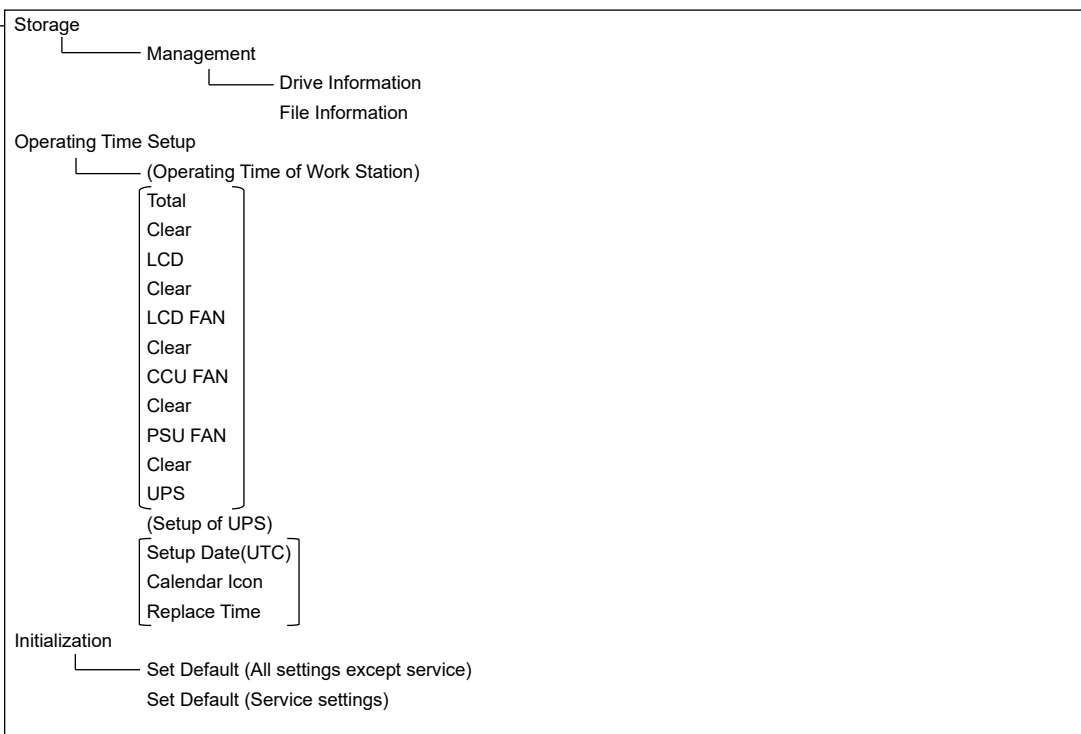 Storage
Management
Drive Information
File Information
Operating Time Setup
(Operating Time of Work Station)
Total
Clear
LCD
Clear
LCD FAN
Clear
CCU FAN
Clear
PSU FAN
Clear
UPS
(Setup of UPS)
Setup Date(UTC)
Calendar Icon
Replace Time
Initialization
Set Default (All settings except service)
Set Default (Service settings)